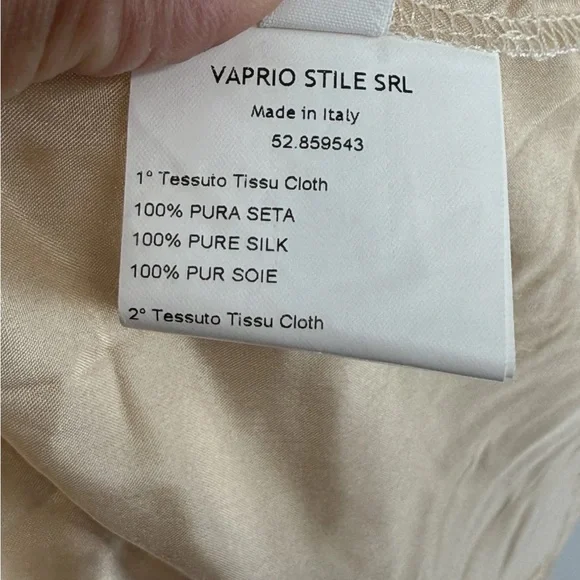 VAPRIO STILE SRL
Made in Italy
52.859543
1° Tessuto Tissu Cloth
100% PURA SETA
100% PURE SILK
100% PUR SOIE
2° Tessuto Tissu Cloth